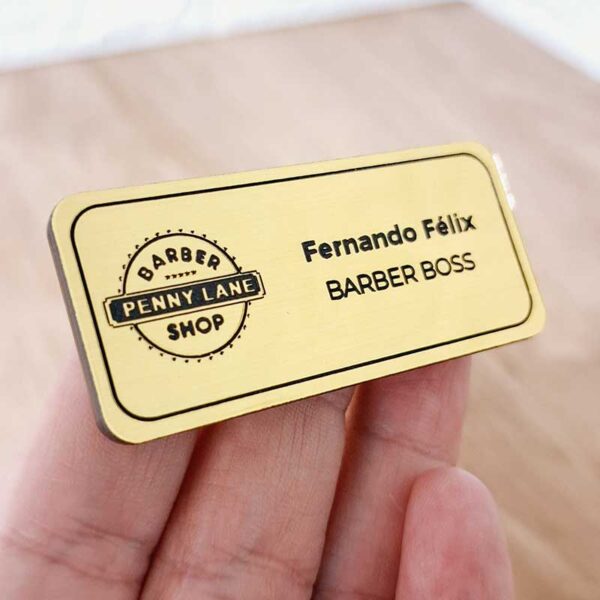 BARBER
PENNY LANE
SHOP
Fernando Félix
BARBER BOSS